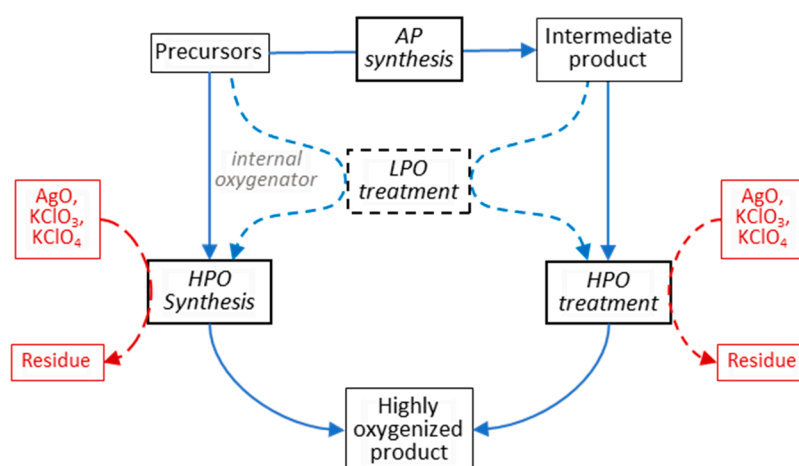 Precursors
AP
synthesis
Intermediate
product
internal
oxygenator
LPO
treatment
AgO,
KClO₃,
KClO₄
AgO,
KClO₃,
KClO₄
HPO
Synthesis
HPO
treatment
Residue
Residue
Highly
oxygenized
product